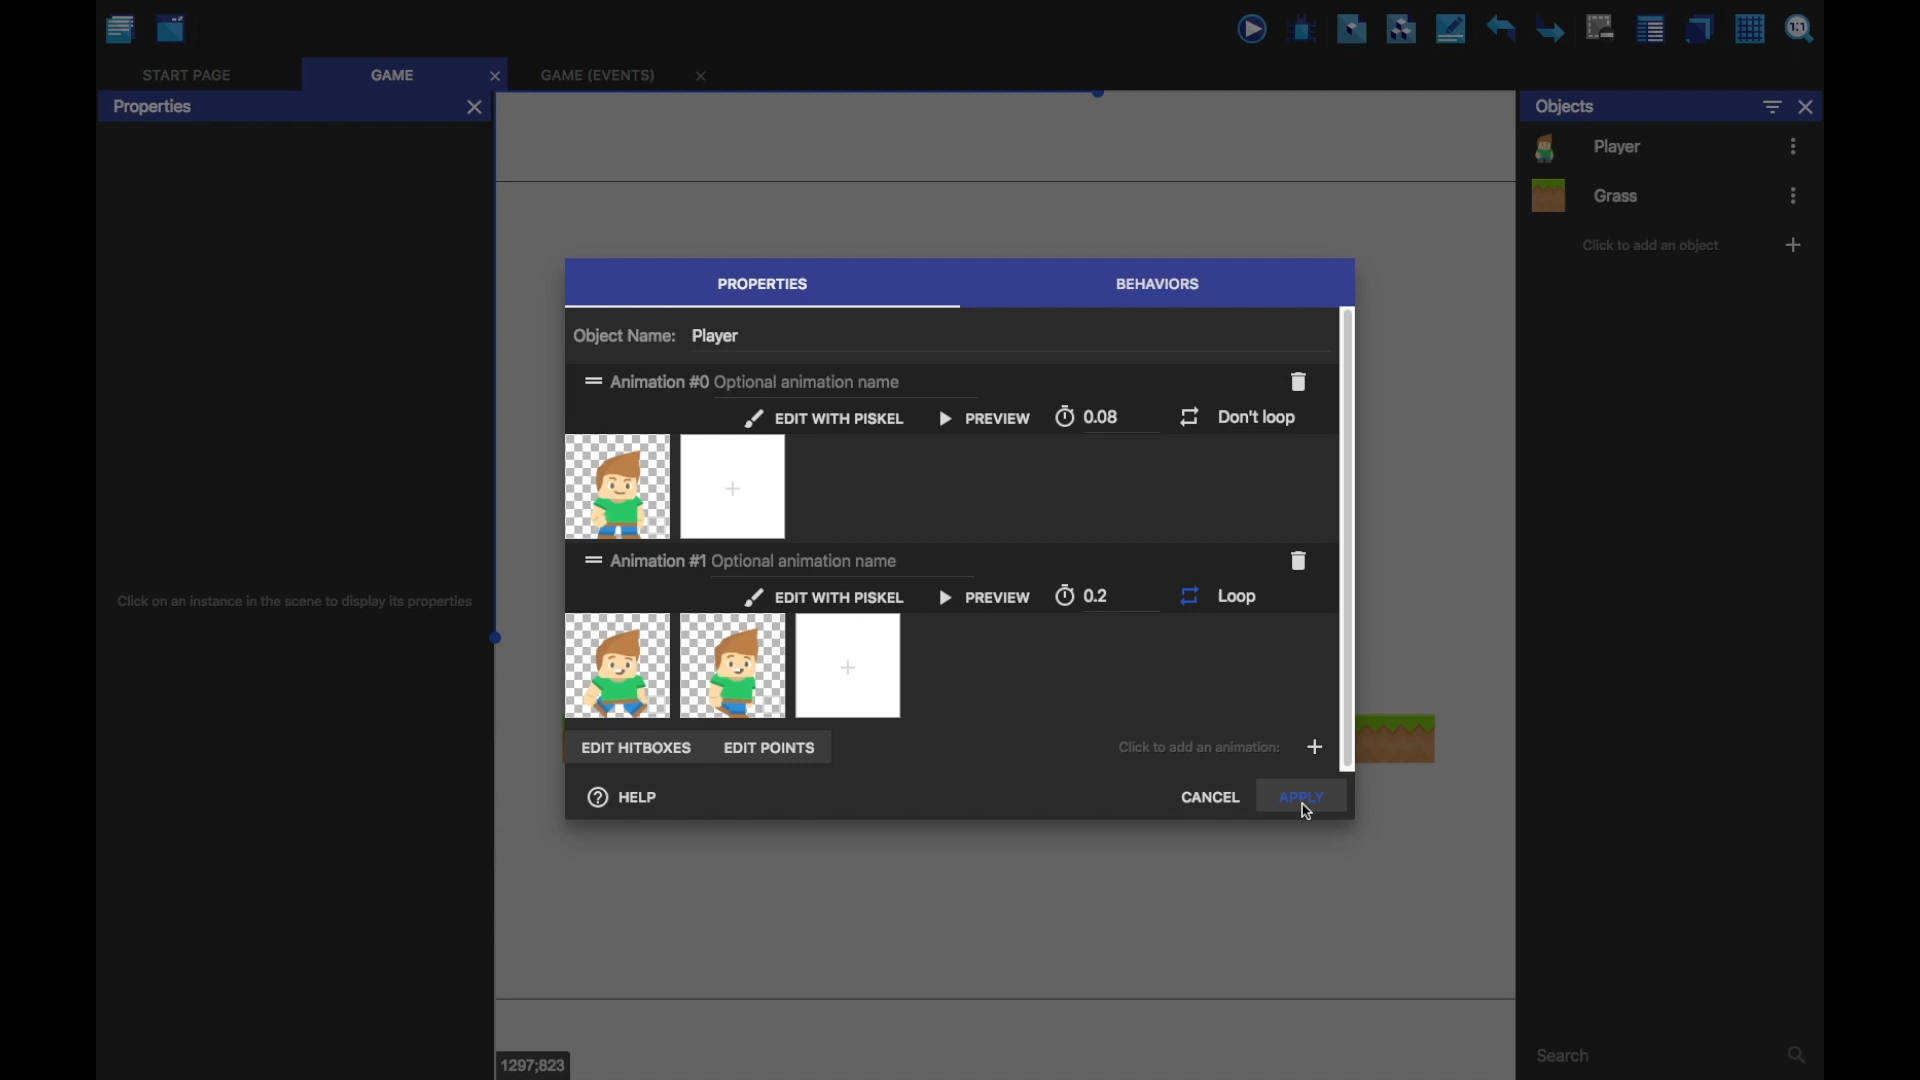 1:1
START PAGE
GAME
GAME (EVENTS)
Properties
Objects
Player
Grass
Click to add an object
PROPERTIES
BEHAVIORS
Object Name: Player
Animation #0 Optional animation name
EDIT WITH PISKEL PREVIEW 0.08 Don't loop
Animation #1 Optional animation name
EDIT WITH PISKEL PREVIEW 0.2 Loop
Click on an instance in the scene to display its properties
EDIT HITBOXES EDIT POINTS Click to add an animation:
? HELP CANCEL APPLY
1297;823
Search